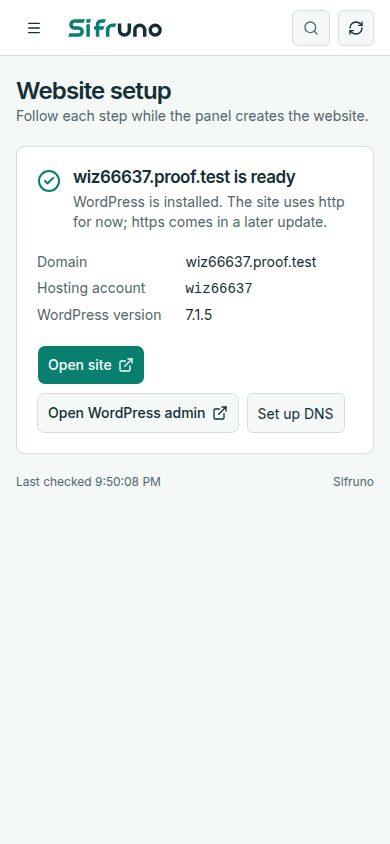 Sifruno
Website setup
Follow each step while the panel creates the website.
wiz66637.proof.test is ready
WordPress is installed. The site uses http
for now; https comes in a later update.
Domain wiz66637.proof.test
Hosting account wiz66637
WordPress version 7.1.5
Open site
Open WordPress admin Set up DNS
Last checked 9:50:08 PM Sifruno